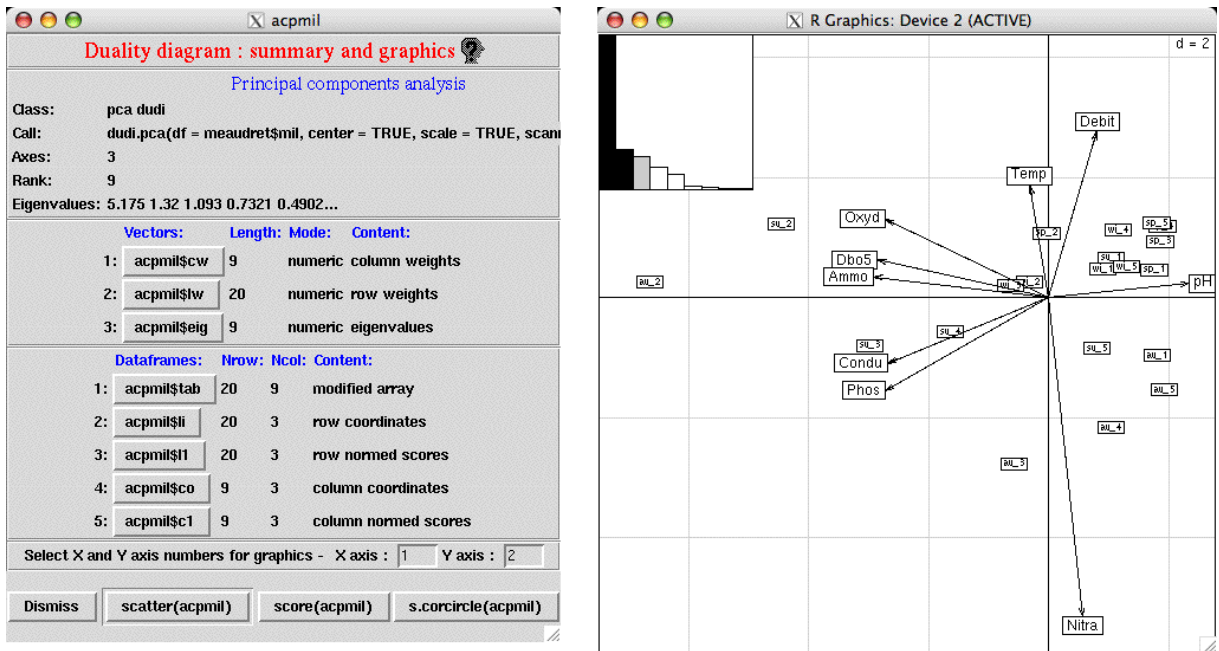 acpmil
Duality diagram : summary and graphics
Principal components analysis
Class: pca dudi
Call: dudi.pca(df = meaudret$mil, center = TRUE, scale = TRUE, scann
Axes: 3
Rank: 9
Eigenvalues: 5.175 1.32 1.093 0.7321 0.4902...
Vectors: Length: Mode: Content:
1: acpmil$cw 9 numeric column weights
2: acpmil$lw 20 numeric row weights
3: acpmil$eig 9 numeric eigenvalues
Dataframes: Nrow: Ncol: Content:
1: acpmil$tab 20 9 modified array
2: acpmil$li 20 3 row coordinates
3: acpmil$l1 20 3 row normed scores
4: acpmil$co 9 3 column coordinates
5: acpmil$c1 9 3 column normed scores
Select X and Y axis numbers for graphics - X axis : 1 Y axis : 2
Dismiss scatter(acpmil) score(acpmil) s.corcircle(acpmil)
R Graphics: Device 2 (ACTIVE)
d = 2
Debit
Temp
Oxyd
su_2
sp_2
wi_4
sp_5
sp_3
Dbo5
su_1
Ammo
wi_1
wi_5
sp_1
au_2
pH
su_4
su_3
su_5
au_1
Condu
Phos
au_5
au_4
au_3
Nitra